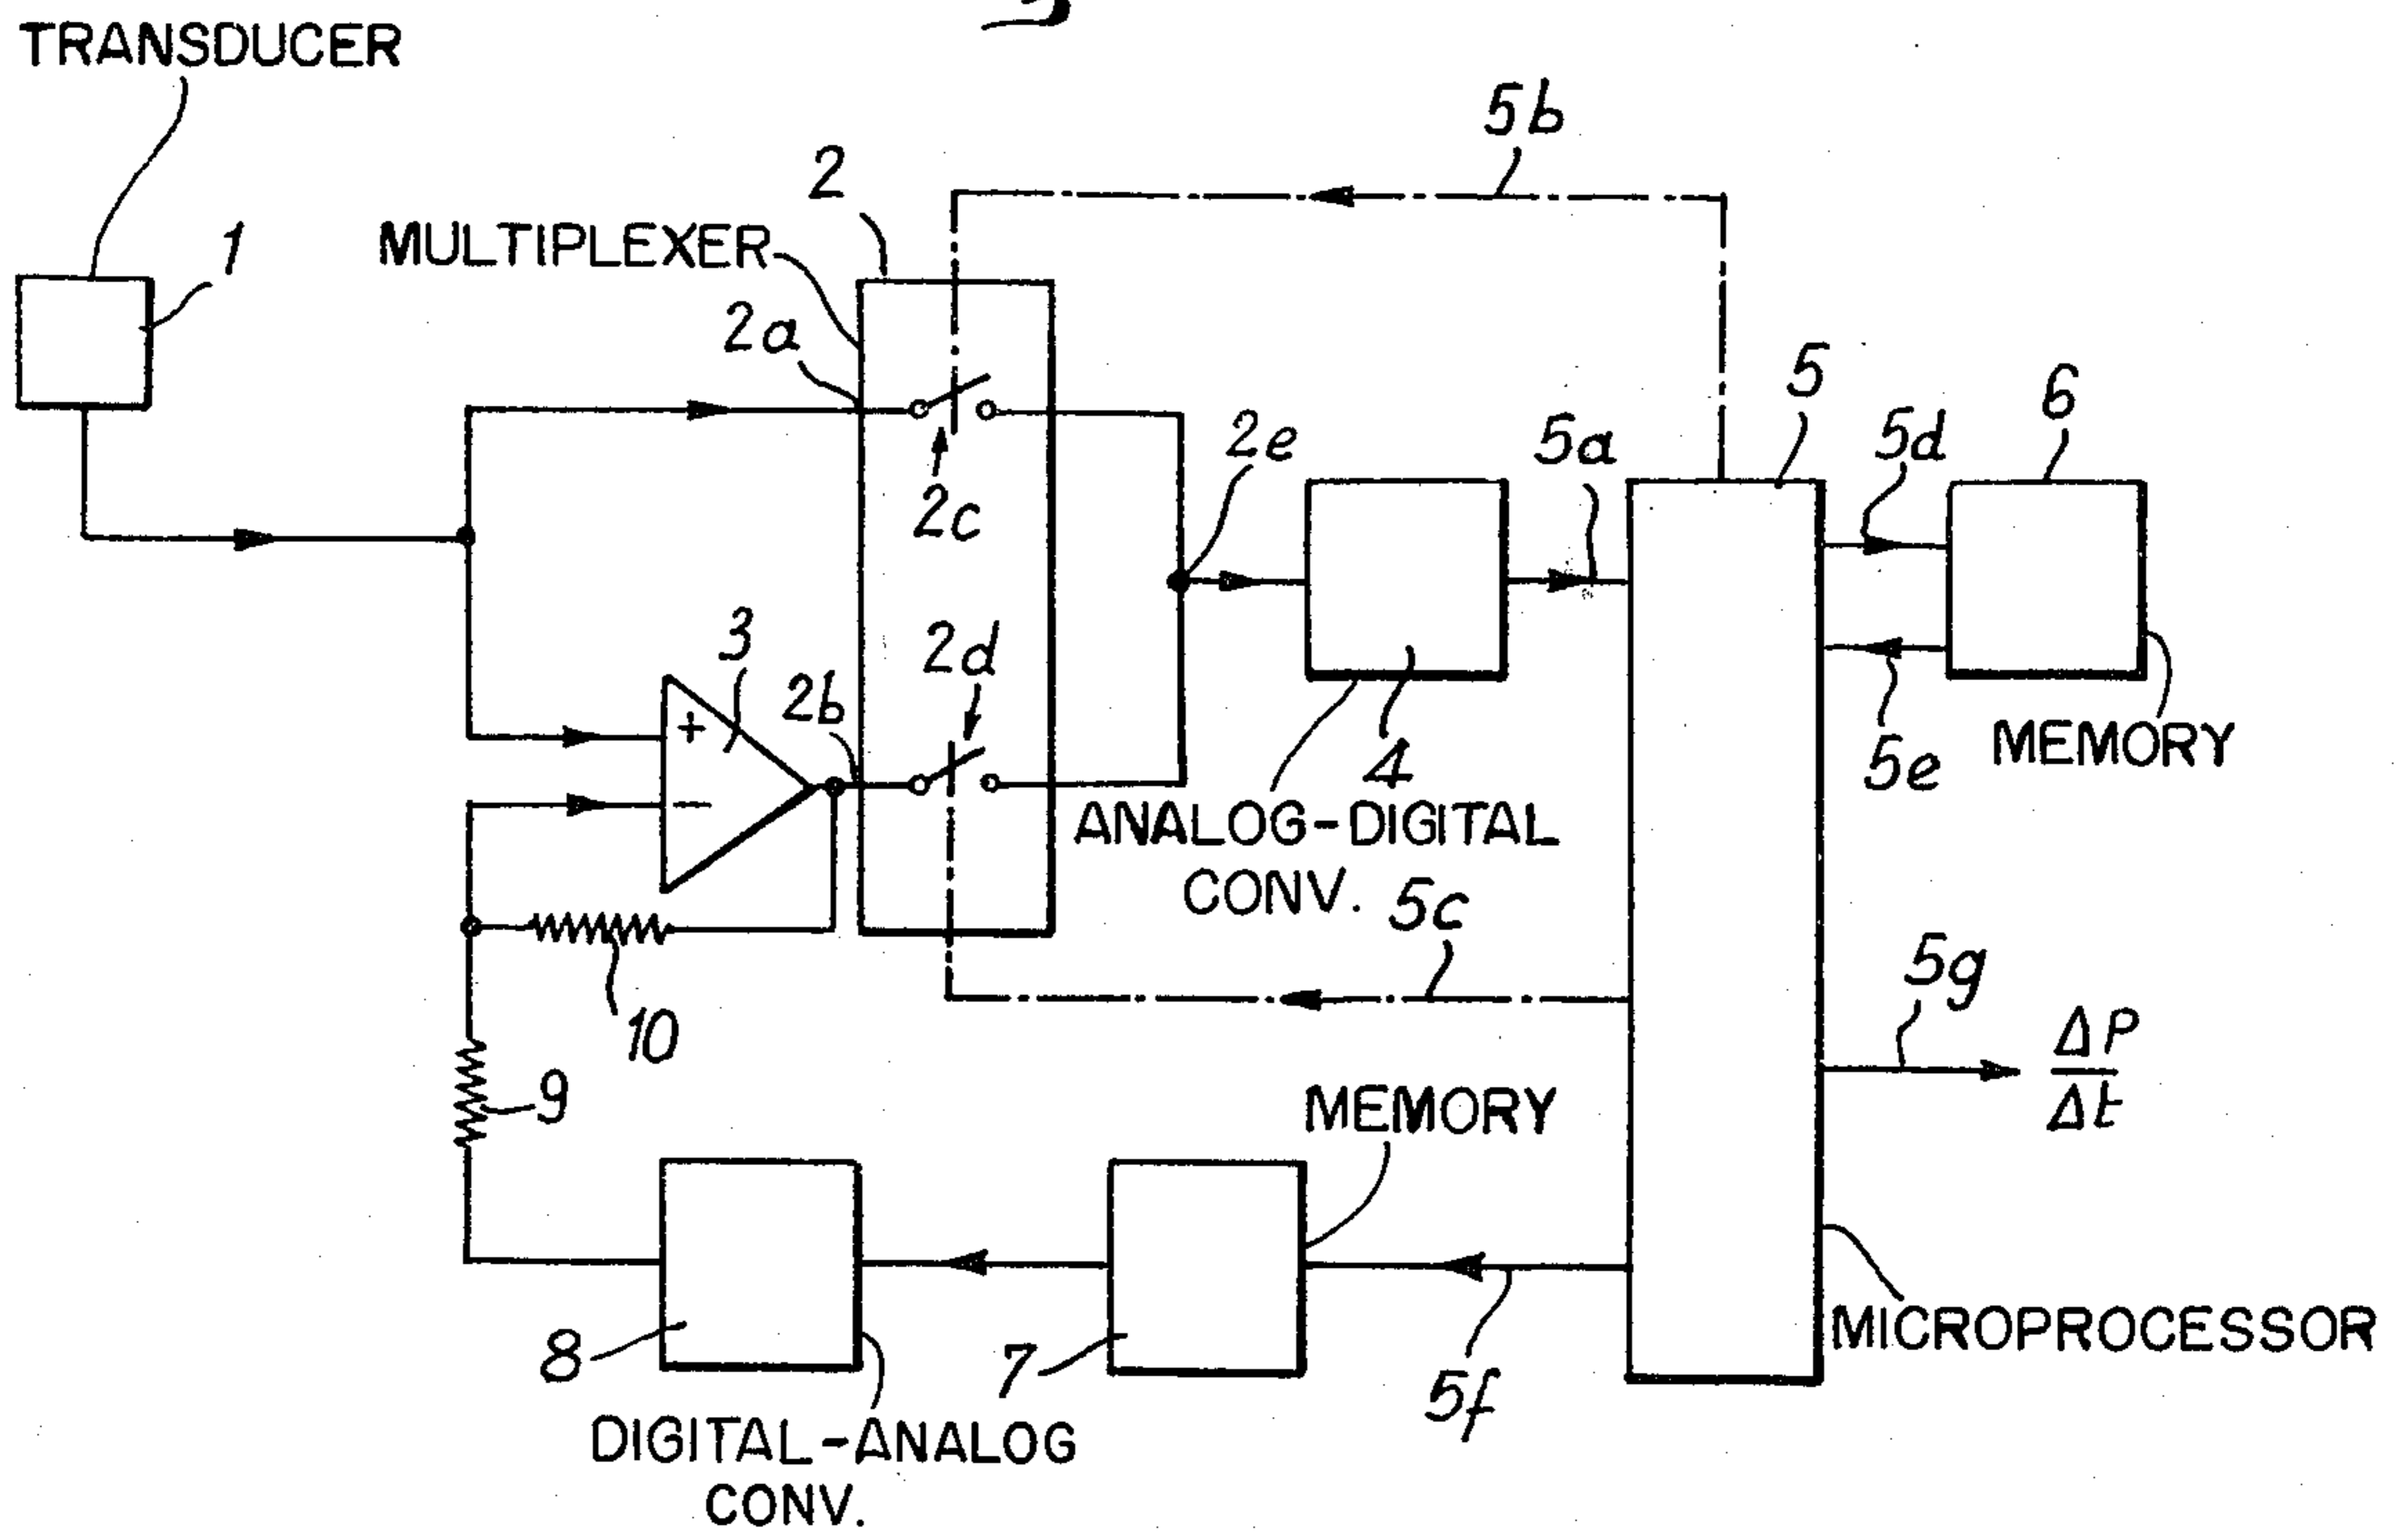 TRANSDUCER
1
2
MULTIPLEXER
2a
2c
2e
5b
5a
5
5d
6
3
2b
2d
4
5e
MEMORY
ANALOG-DIGITAL
CONV.
5c
10
9
5g
ΔP
Δt
MEMORY
8
7
5f
MICROPROCESSOR
DIGITAL-ANALOG
CONV.
+
−